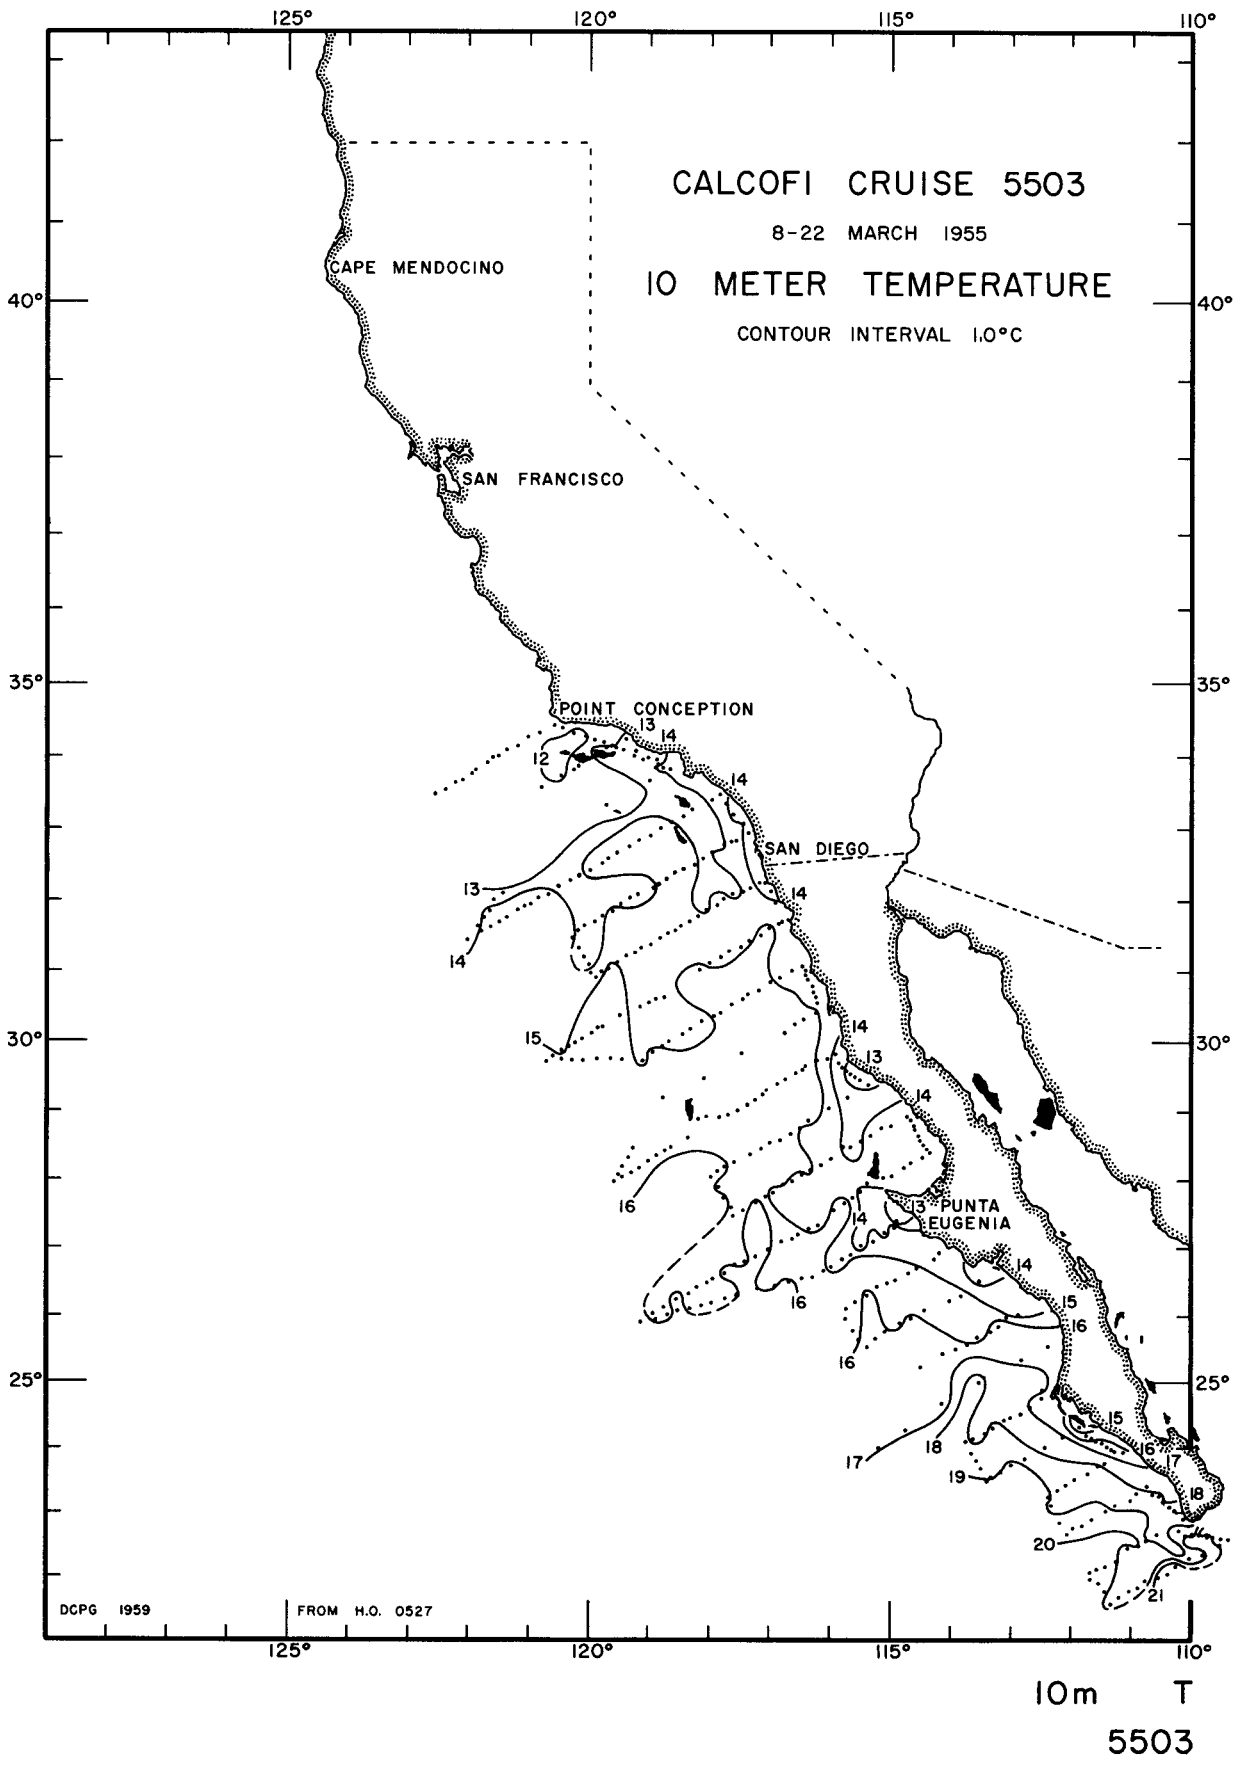 125° 120° 115° 110°
CALCOFI CRUISE 5503
8-22 MARCH 1955
CAPE MENDOCINO
10 METER TEMPERATURE
40° 40°
CONTOUR INTERVAL 1.0°C
SAN FRANCISCO
35° 35°
POINT CONCEPTION
13
14
12
14
SAN DIEGO
13
14
14
15
14
30° 30°
13
14
16
13 PUNTA
14 EUGENIA
14
16
15
16
16
25° 25°
15
18
16
17
17
19
18
20
21
DCPG 1959 FROM H.O. 0527
125° 120° 115° 110°
10m T
5503